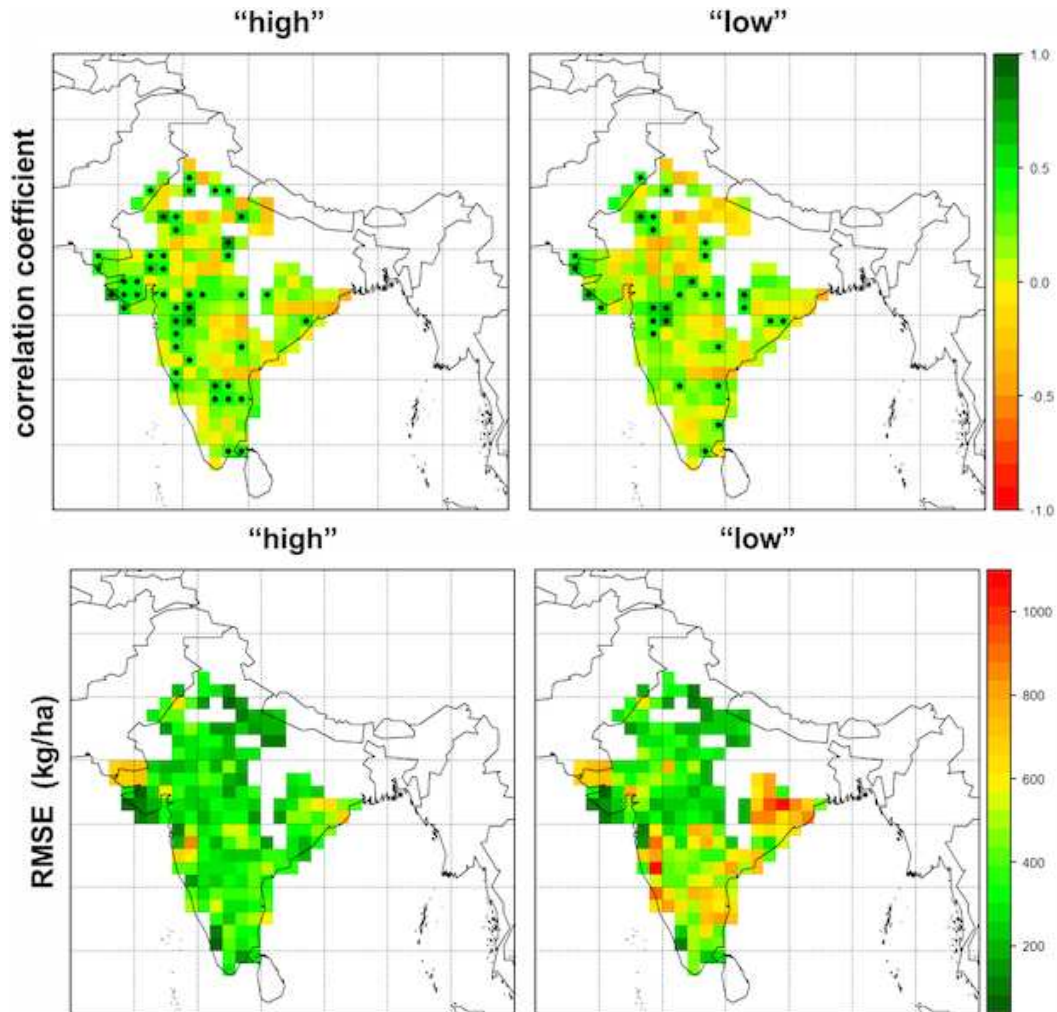 “high” “low”
correlation coefficient
1.0
0.5
0.0
-0.5
-1.0
“high” “low”
RMSE (kg/ha)
1000
800
600
400
200